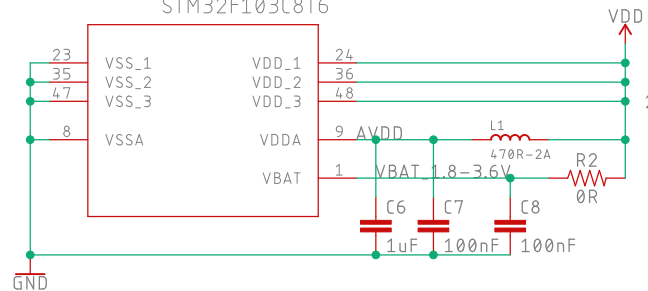 STM32F103C8T6
VDD
23 VSS_1 VDD_1 24
35 VSS_2 VDD_2 36
47 VSS_3 VDD_3 48
8 VSSA VDDA 9 AVDD L1
470R-2A R2
VBAT 1 VBAT_1.8-3.6V
0R
C6 C7 C8
1uF 100nF 100nF
GND